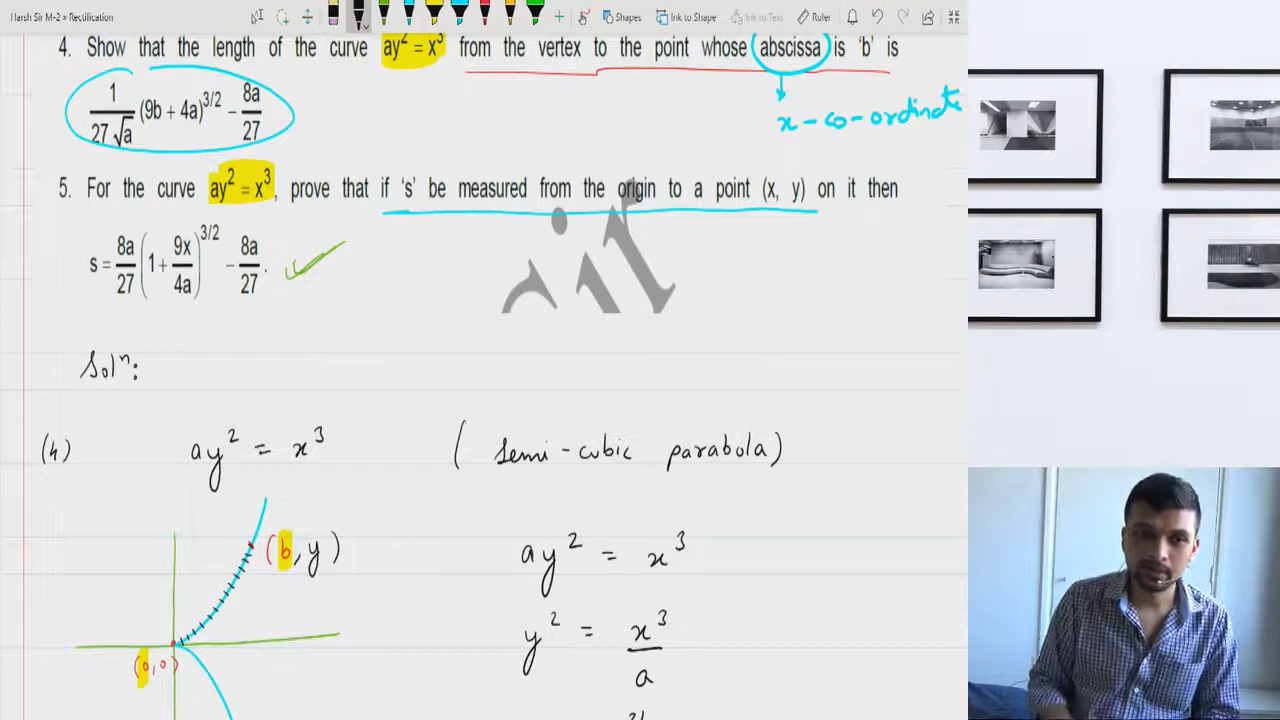 Harsh Sir M-2 » Rectification
Shapes Ink to Shape Ink to Text Ruler
4. Show that the length of the curve ay² = x³ from the vertex to the point whose abscissa is ‘b’ is
1/(27√a) (9b + 4a)^3/2 − 8a/27
x-co-ordinate
5. For the curve ay² = x³, prove that if ‘s’ be measured from the origin to a point (x, y) on it then
s = 8a/27 (1 + 9x/4a)^3/2 − 8a/27.
Sir
Solⁿ:
(4) ay² = x³ (semi-cubic parabola)
(b, y)
ay² = x³
y² = x³/a
(0, 0)